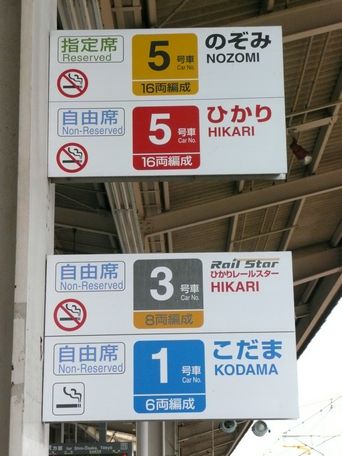 指定席
Reserved
5
号車
Car No.
16両編成
のぞみ
NOZOMI
自由席
Non-Reserved
5
号車
Car No.
16両編成
ひかり
HIKARI
自由席
Non-Reserved
3
号車
Car No.
8両編成
Rail Star
ひかりレールスター
HIKARI
自由席
Non-Reserved
1
号車
Car No.
6両編成
こだま
KODAMA